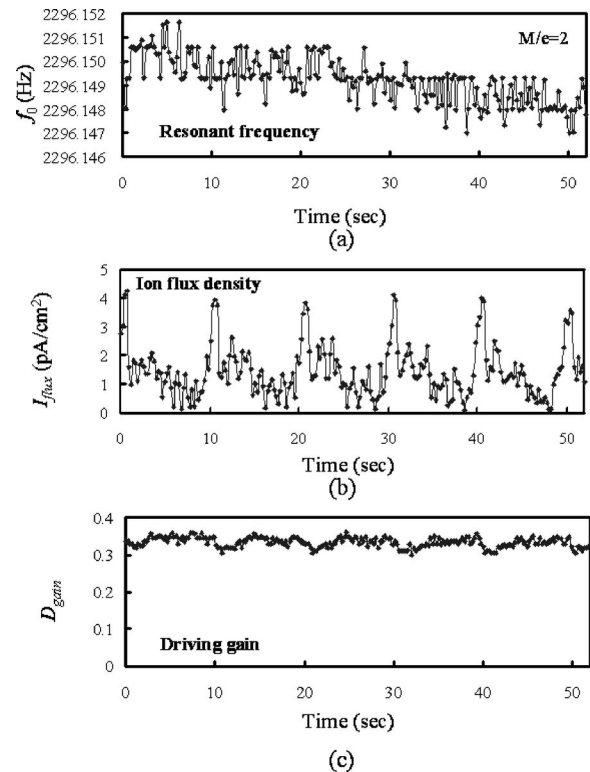 2296.152
2296.151
2296.150
2296.149
2296.148
2296.147
2296.146
f0 (Hz)
M/e=2
Resonant frequency
0 10 20 30 40 50
Time (sec)
(a)
5
4
3
2
1
0
Iflux (pA/cm²)
Ion flux density
0 10 20 30 40 50
Time (sec)
(b)
0.4
0.3
0.2
0.1
0
Dgain
Driving gain
0 10 20 30 40 50
Time (sec)
(c)